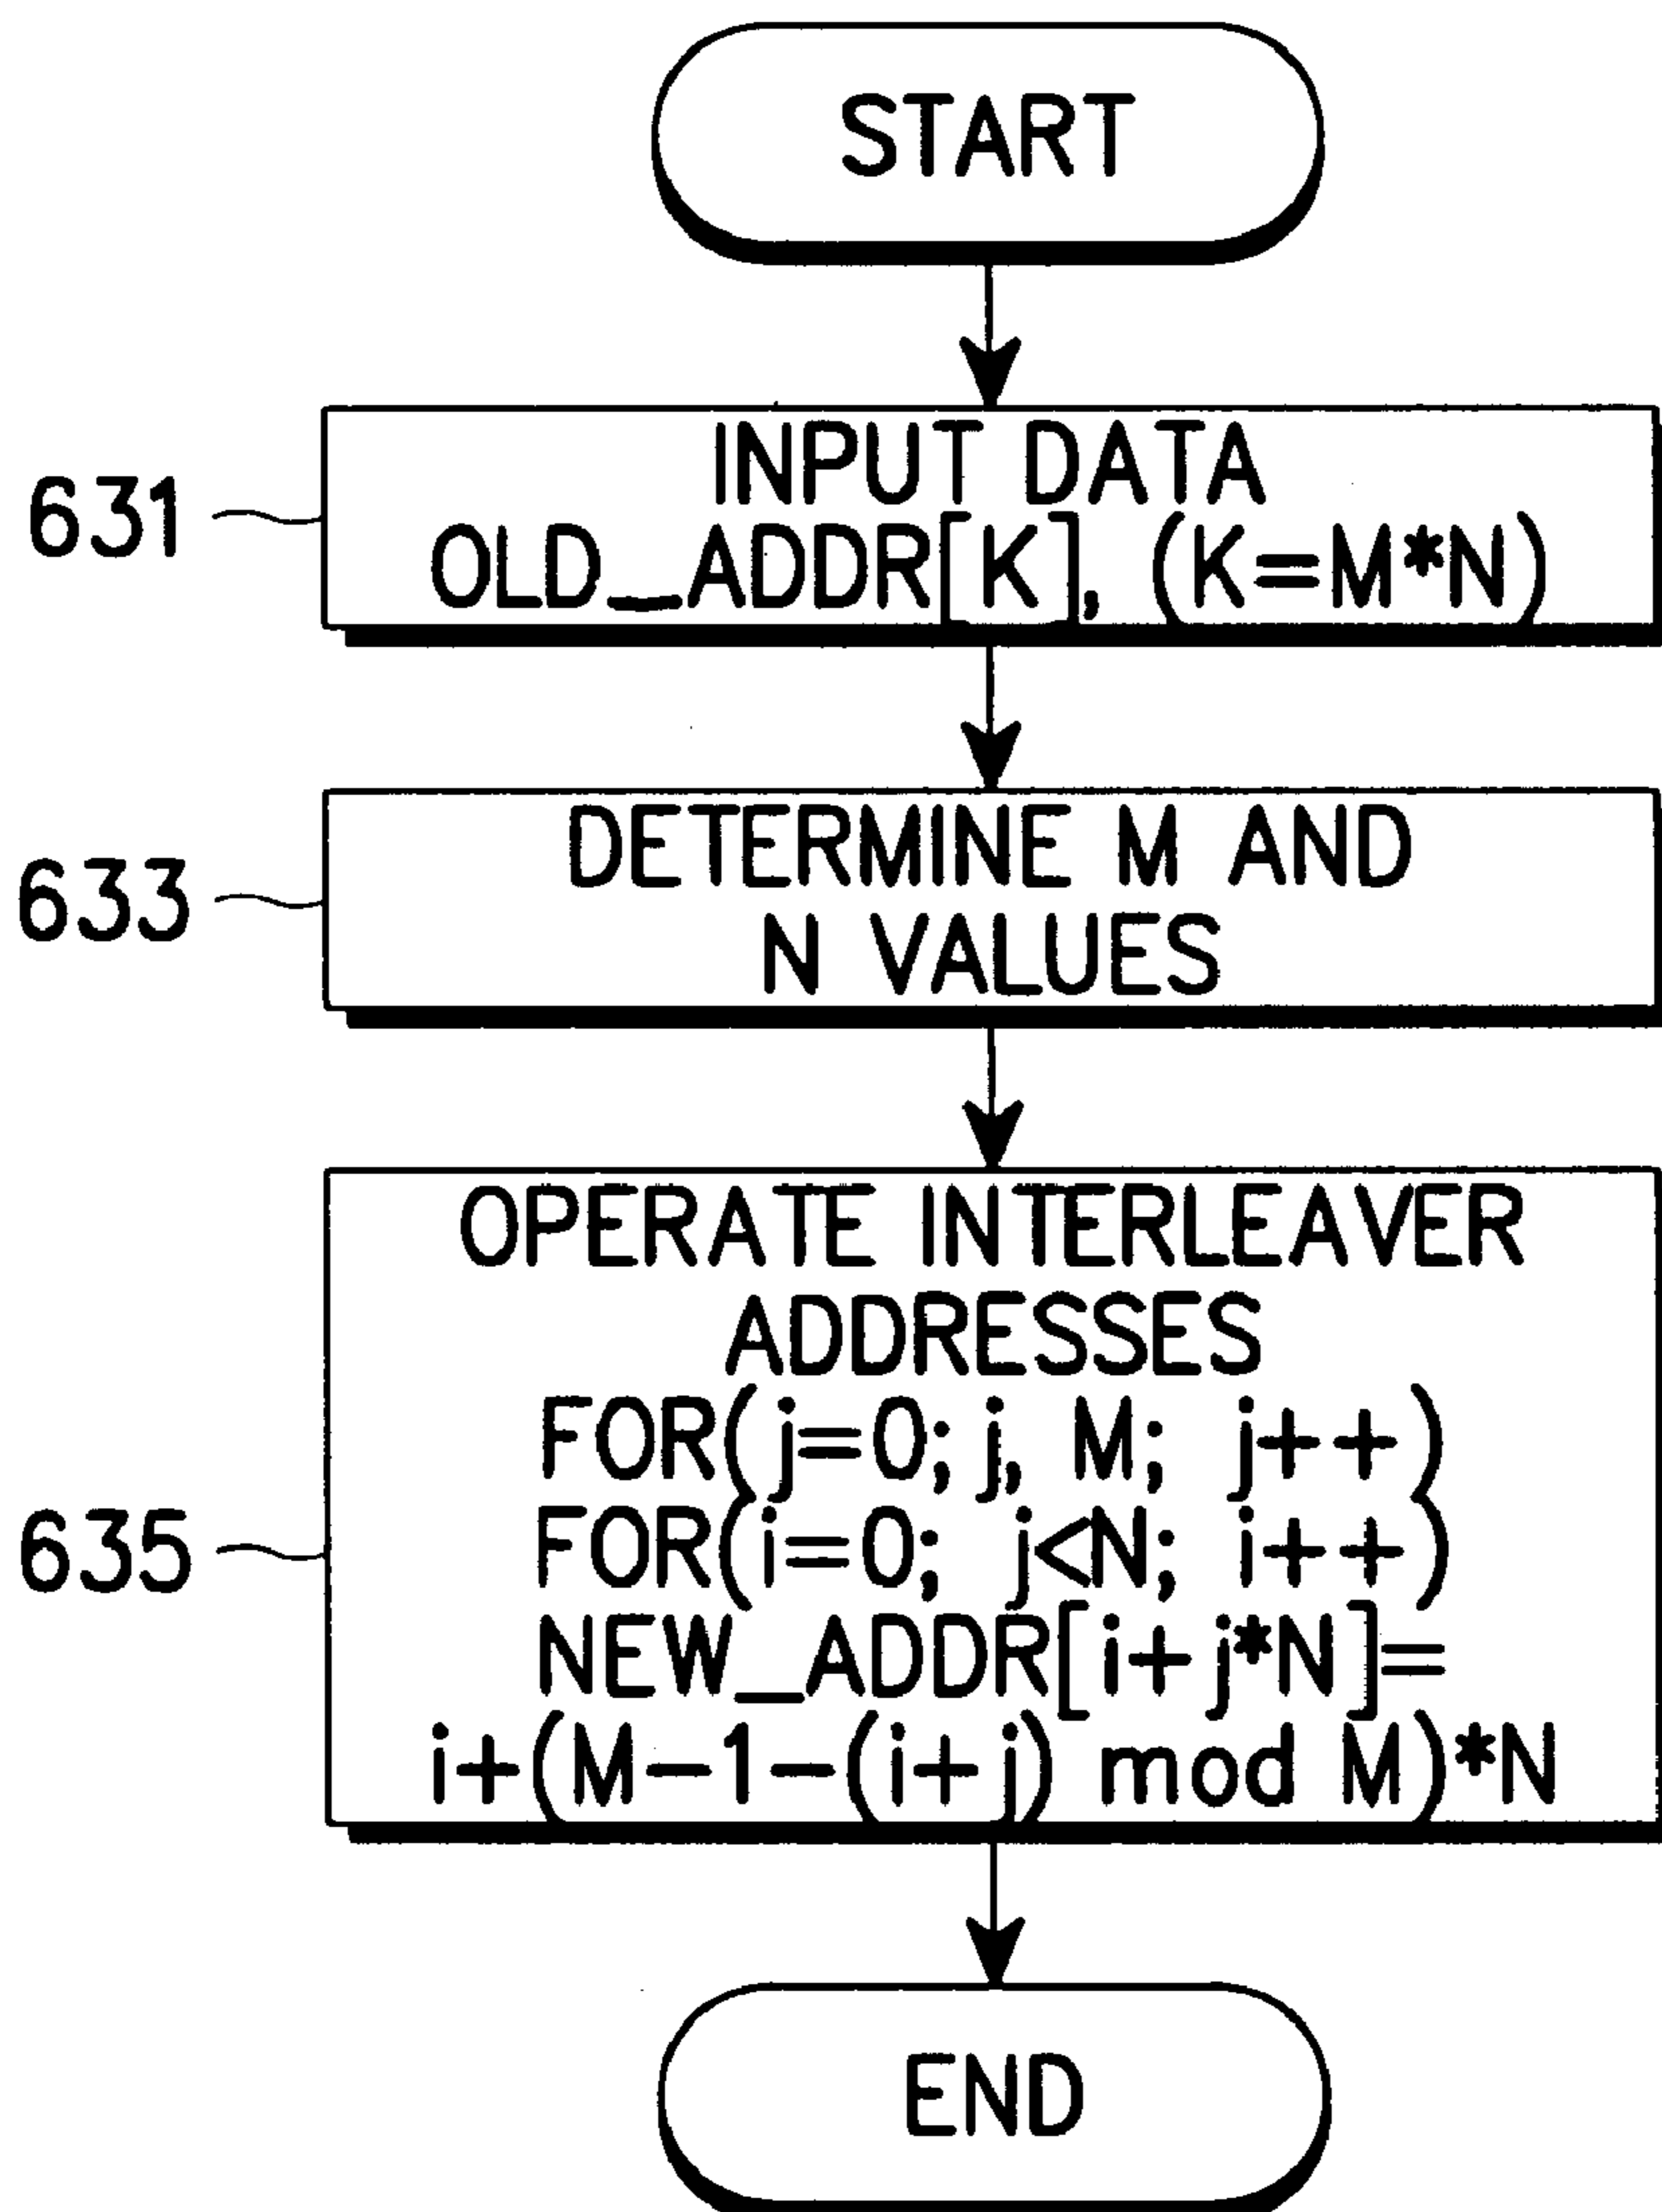 START
631
INPUT DATA
OLD_ADDR[K], (K=M*N)
633
DETERMINE M AND
N VALUES
635
OPERATE INTERLEAVER
ADDRESSES
FOR(j=0; j, M; j++)
FOR(i=0; j<N; i++)
NEW_ADDR[i+j*N]=
i+(M-1-(i+j) mod M)*N
END